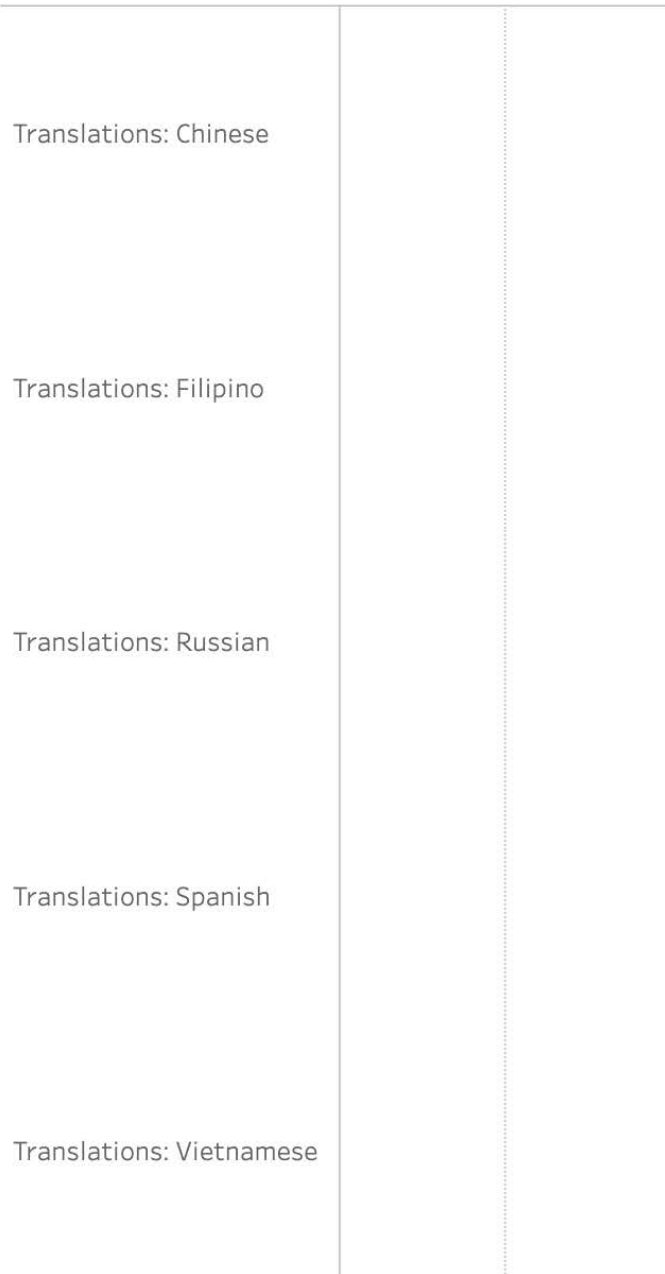 Translations: Chinese
Translations: Filipino
Translations: Russian
Translations: Spanish
Translations: Vietnamese